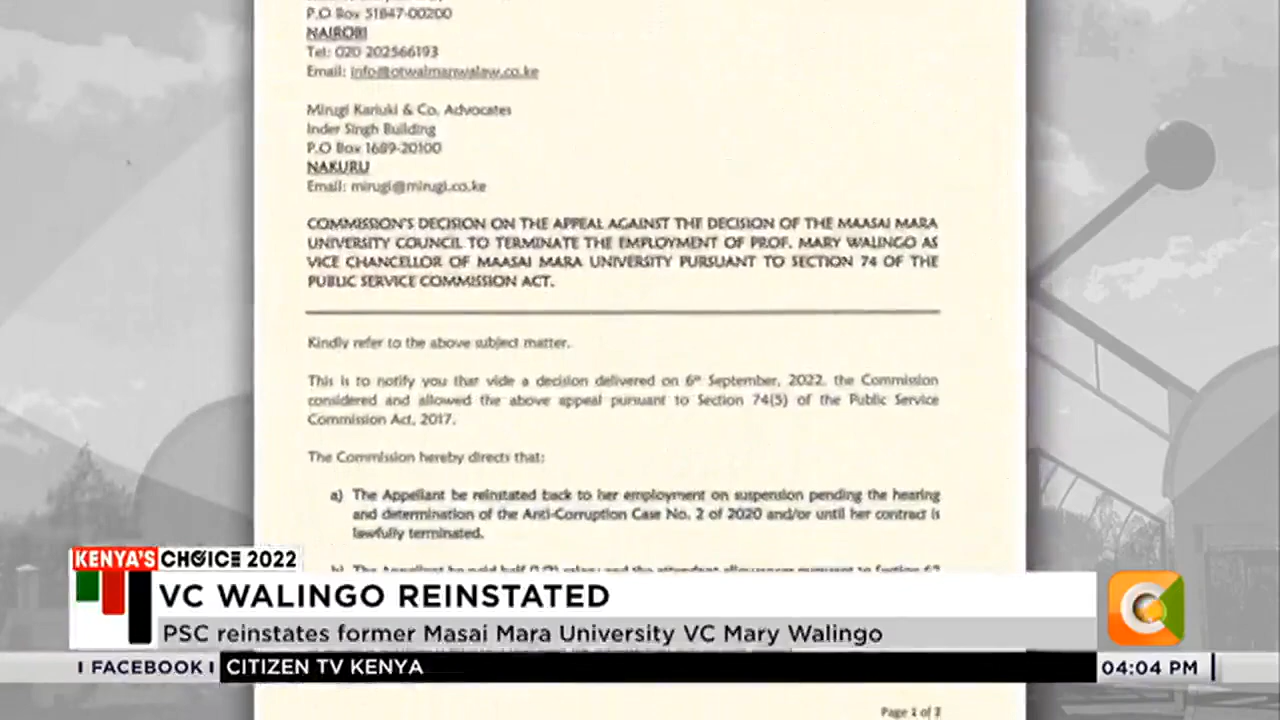 P.O Box 51847-00200
NAIROBI
Tel: 020 202566193
Email: info@otwalmanwalaw.co.ke
Mirugi Kariuki & Co. Advocates
Inder Singh Building
P.O Box 1689-20100
NAKURU
Email: mirugi@mirugi.co.ke
COMMISSION'S DECISION ON THE APPEAL AGAINST THE DECISION OF THE MAASAI MARA
UNIVERSITY COUNCIL TO TERMINATE THE EMPLOYMENT OF PROF. MARY WALINGO AS
VICE CHANCELLOR OF MAASAI MARA UNIVERSITY PURSUANT TO SECTION 74 OF THE
PUBLIC SERVICE COMMISSION ACT.
Kindly refer to the above subject matter.
This is to notify you that vide a decision delivered on 6th September, 2022, the Commission
considered and allowed the above appeal pursuant to Section 74(5) of the Public Service
Commission Act, 2017.
The Commission hereby directs that:
a) The Appellant be reinstated back to her employment on suspension pending the hearing
and determination of the Anti-Corruption Case No. 2 of 2020 and/or until her contract is
lawfully terminated.
KENYA'S CHOICE 2022
VC WALINGO REINSTATED
PSC reinstates former Masai Mara University VC Mary Walingo
FACEBOOK CITIZEN TV KENYA
04:04 PM
Page 1 of